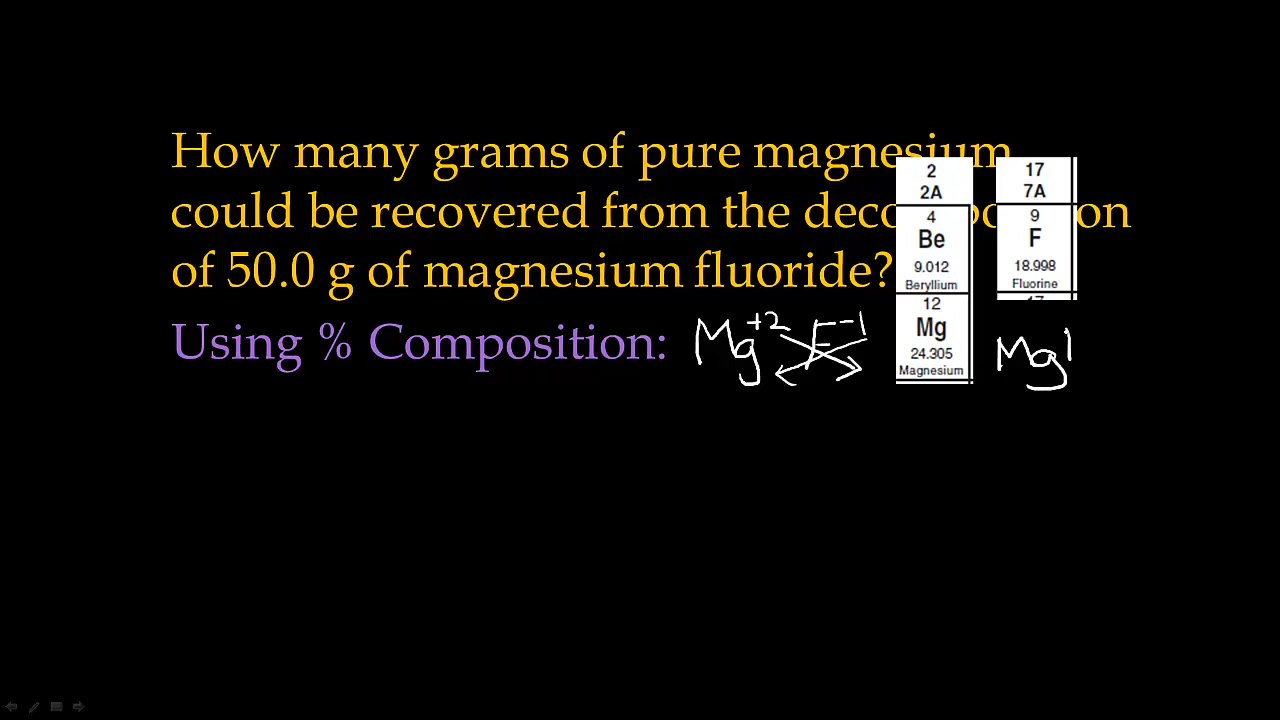 How many grams of pure magnesium
could be recovered from the deco on
of 50.0 g of magnesium fluoride?
Using % Composition:
Mg+2 F-1
2
2A
4
Be
9.012
Beryllium
12
Mg
24.305
Magnesium
17
7A
9
F
18.998
Fluorine
Mg